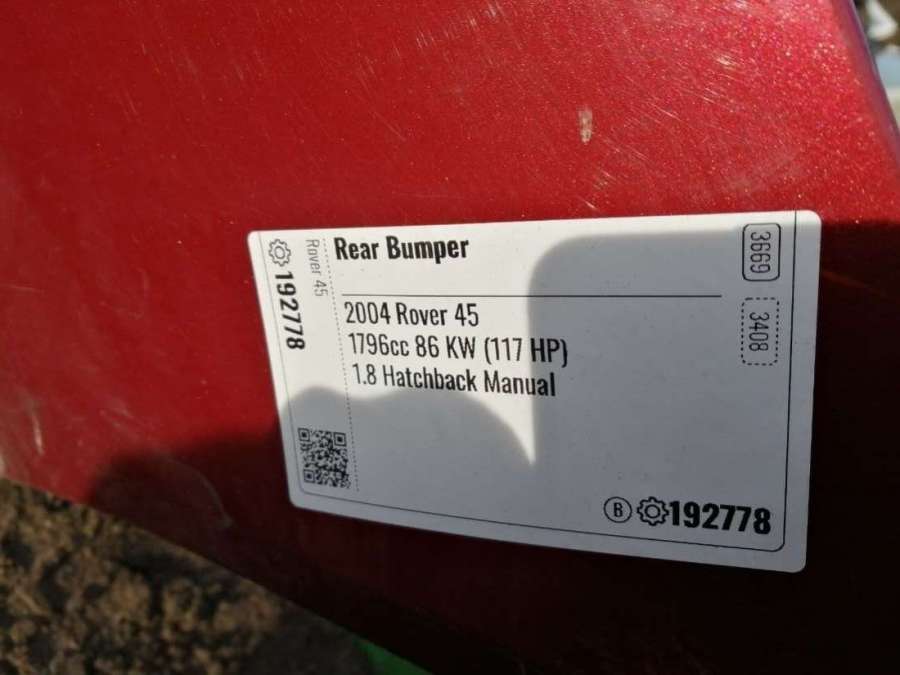 Rear Bumper
2004 Rover 45
1796cc 86 KW (117 HP)
1.8 Hatchback Manual
Rover 45
192778
3669
3408
B 192778